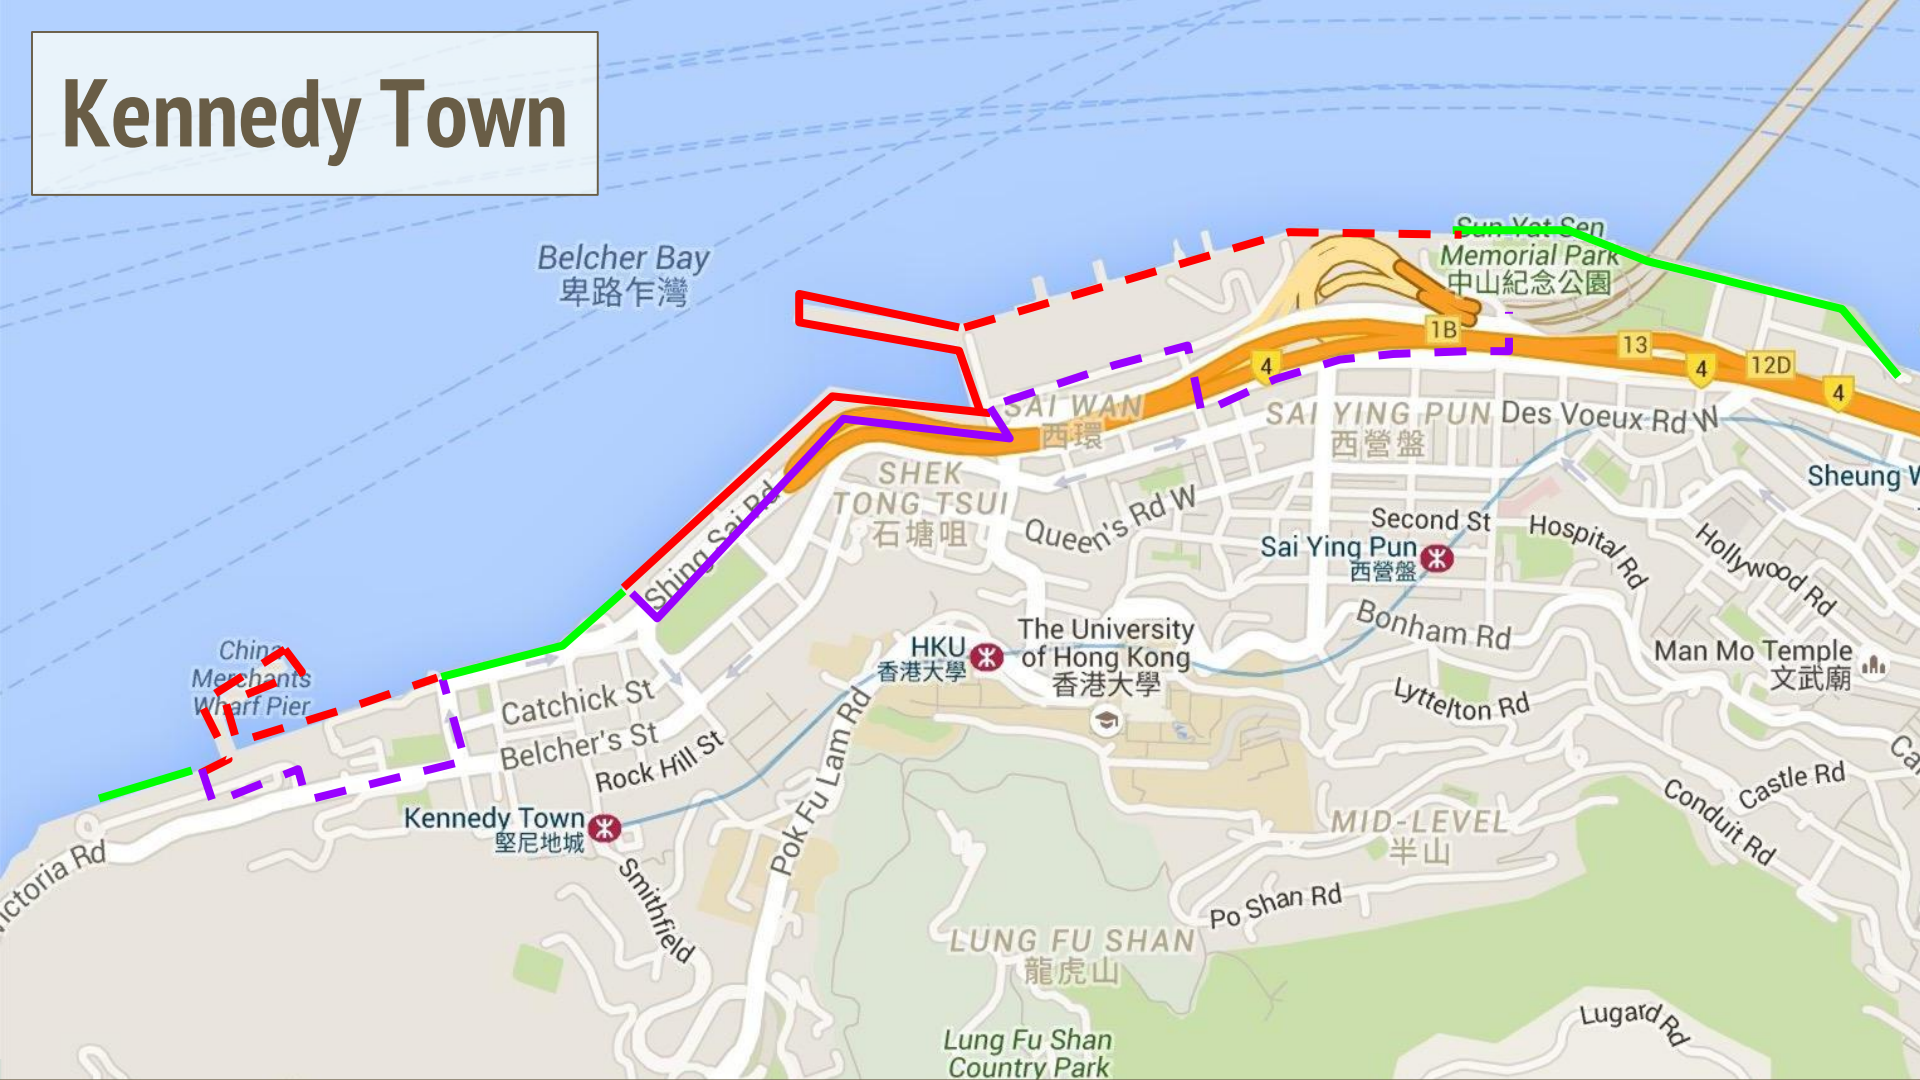 Kennedy Town
Belcher Bay
卑路乍灣
Sun Yat Sen
Memorial Park
中山紀念公園
1B
13
12D
4
4
4
SAI WAN
西環
SAI YING PUN
西營盤
Des Voeux Rd W
SHEK
TONG TSUI
石塘咀
Shing Sai Rd
Queen's Rd W
Second St
Hospital Rd
Hollywood Rd
Sheung W
Sai Ying Pun
西營盤
Bonham Rd
HKU
香港大學
The University
of Hong Kong
香港大學
Man Mo Temple
文武廟
China
Merchants
Wharf Pier
Catchick St
Belcher's St
Rock Hill St
Lyttelton Rd
Pok Fu Lam Rd
Castle Rd
Ca
Conduit Rd
Kennedy Town
堅尼地城
MID-LEVEL
半山
ictoria Rd
Smithfield
Po Shan Rd
LUNG FU SHAN
龍虎山
Lugard Rd
Lung Fu Shan
Country Park